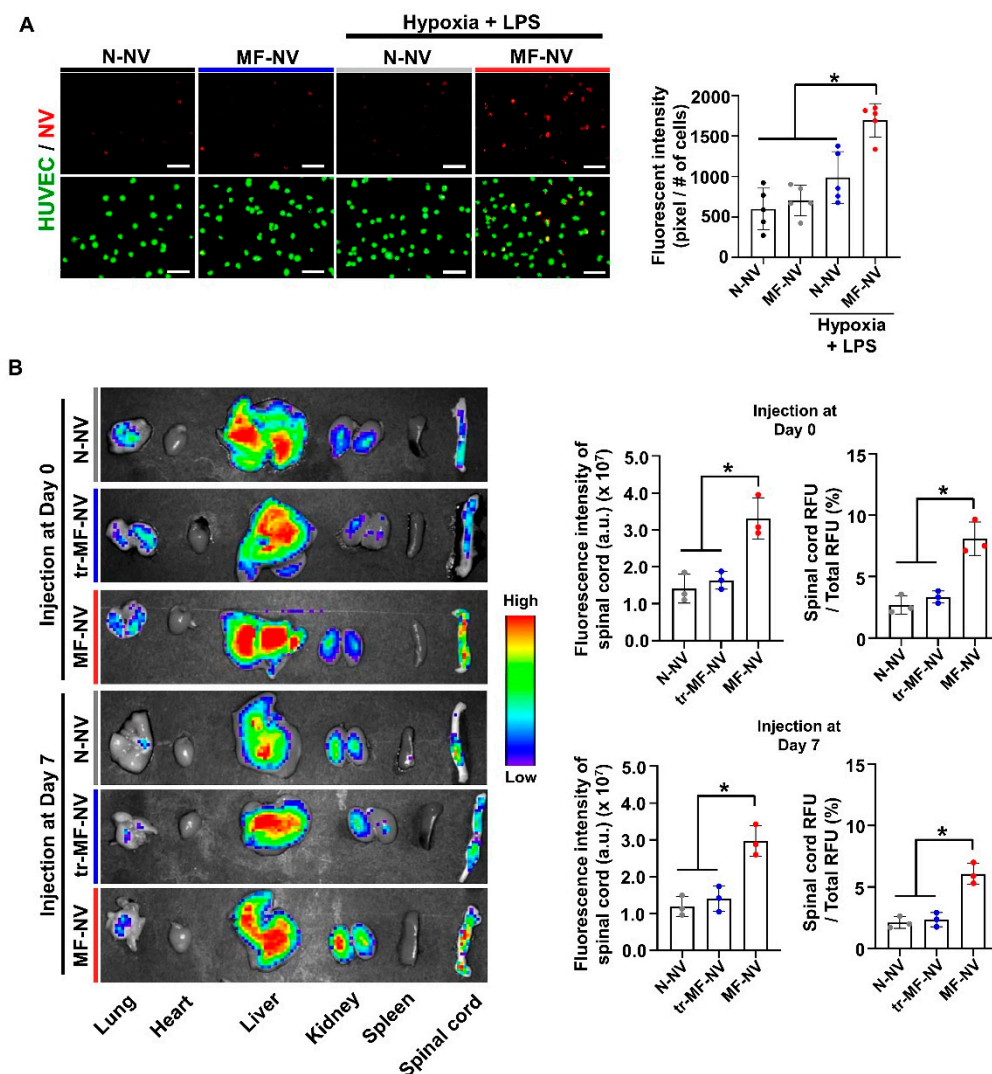 A
Hypoxia + LPS
N-NV
MF-NV
N-NV
MF-NV
HUVEC / NV
Fluorescent intensity
(pixel / # of cells)
2000
1500
1000
500
0
*
N-NV
MF-NV
N-NV
MF-NV
Hypoxia
+ LPS
B
Injection at Day 0
N-NV
tr-MF-NV
MF-NV
Injection at Day 7
N-NV
tr-MF-NV
MF-NV
Lung
Heart
Liver
Kidney
Spleen
Spinal cord
High
Low
Injection at
Day 0
Fluorescence intensity of
spinal cord (a.u.) (x 10⁷)
5.0
4.0
3.0
2.0
1.0
0.0
*
N-NV
tr-MF-NV
MF-NV
Spinal cord RFU
/ Total RFU (%)
15
10
5
0
*
N-NV
tr-MF-NV
MF-NV
Injection at
Day 7
Fluorescence intensity of
spinal cord (a.u.) (x 10⁷)
5.0
4.0
3.0
2.0
1.0
0.0
*
N-NV
tr-MF-NV
MF-NV
Spinal cord RFU
/ Total RFU (%)
15
10
5
0
*
N-NV
tr-MF-NV
MF-NV